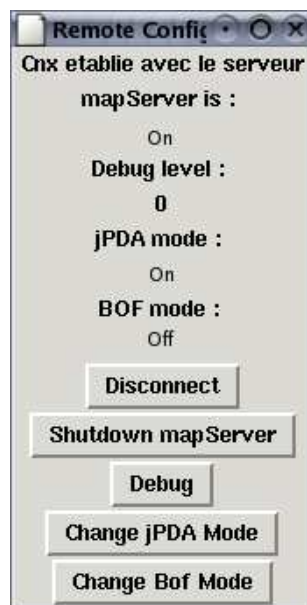 Remote Config
Cnx etablie avec le serveur
mapServer is :
On
Debug level :
0
jPDA mode :
On
BOF mode :
Off
Disconnect
Shutdown mapServer
Debug
Change jPDA Mode
Change Bof Mode